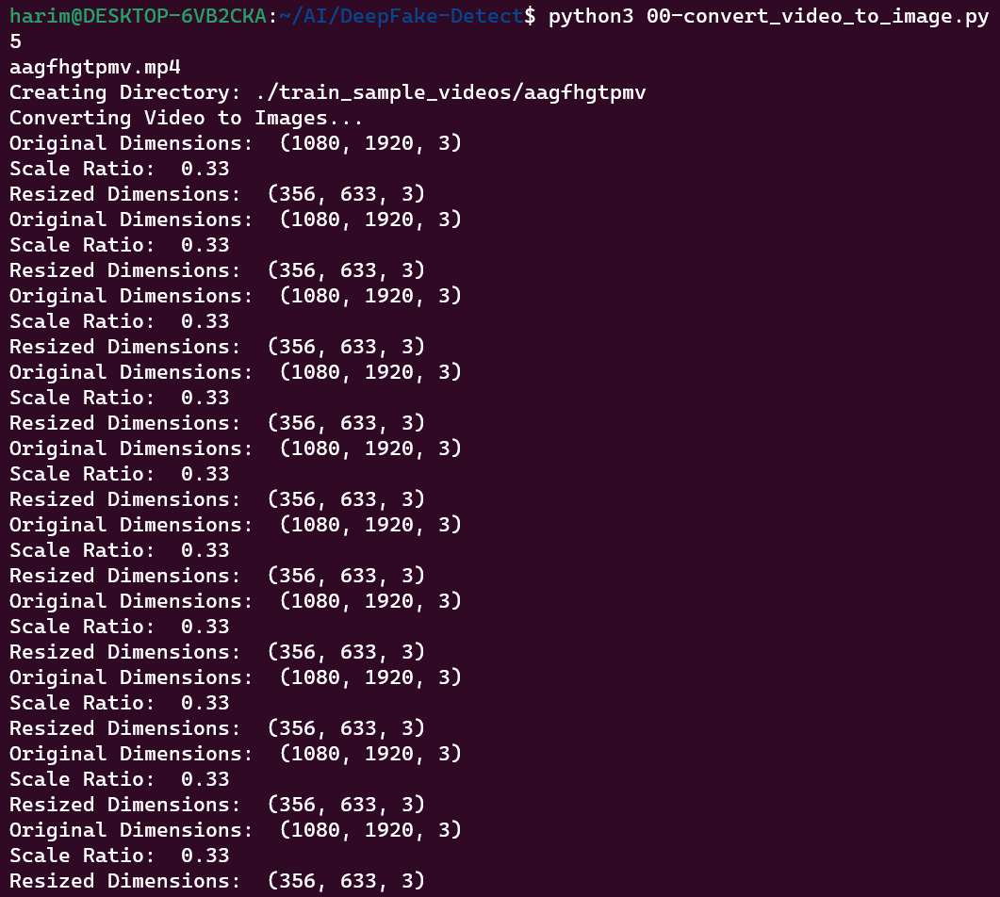 harim@DESKTOP-6VB2CKA:~/AI/DeepFake-Detect$ python3 00-convert_video_to_image.py
5
aagfhgtpmv.mp4
Creating Directory: ./train_sample_videos/aagfhgtpmv
Converting Video to Images...
Original Dimensions:  (1080, 1920, 3)
Scale Ratio:  0.33
Resized Dimensions:  (356, 633, 3)
Original Dimensions:  (1080, 1920, 3)
Scale Ratio:  0.33
Resized Dimensions:  (356, 633, 3)
Original Dimensions:  (1080, 1920, 3)
Scale Ratio:  0.33
Resized Dimensions:  (356, 633, 3)
Original Dimensions:  (1080, 1920, 3)
Scale Ratio:  0.33
Resized Dimensions:  (356, 633, 3)
Original Dimensions:  (1080, 1920, 3)
Scale Ratio:  0.33
Resized Dimensions:  (356, 633, 3)
Original Dimensions:  (1080, 1920, 3)
Scale Ratio:  0.33
Resized Dimensions:  (356, 633, 3)
Original Dimensions:  (1080, 1920, 3)
Scale Ratio:  0.33
Resized Dimensions:  (356, 633, 3)
Original Dimensions:  (1080, 1920, 3)
Scale Ratio:  0.33
Resized Dimensions:  (356, 633, 3)
Original Dimensions:  (1080, 1920, 3)
Scale Ratio:  0.33
Resized Dimensions:  (356, 633, 3)
Original Dimensions:  (1080, 1920, 3)
Scale Ratio:  0.33
Resized Dimensions:  (356, 633, 3)